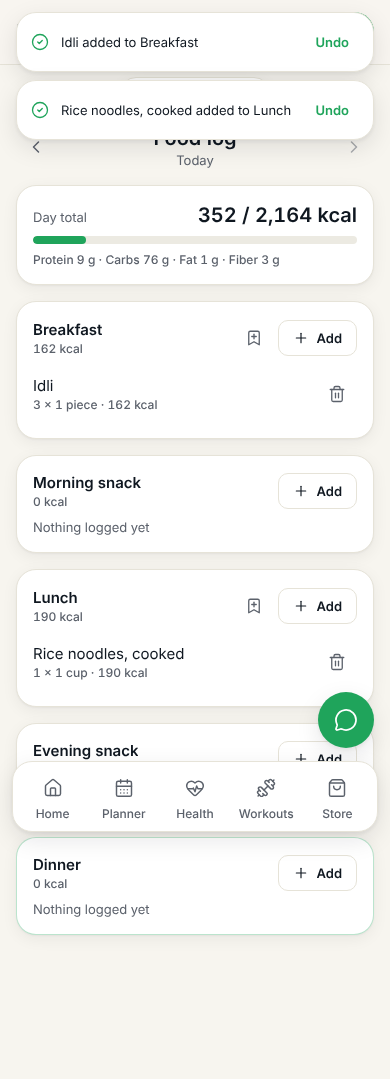 Idli added to Breakfast Undo
Rice noodles, cooked added to Lunch Undo
Food log
Today
Day total 352 / 2,164 kcal
Protein 9 g · Carbs 76 g · Fat 1 g · Fiber 3 g
Breakfast
162 kcal
Add
Idli
3 × 1 piece · 162 kcal
Morning snack
0 kcal
Add
Nothing logged yet
Lunch
190 kcal
Add
Rice noodles, cooked
1 × 1 cup · 190 kcal
Evening snack
Add
Home Planner Health Workouts Store
Dinner
0 kcal
Add
Nothing logged yet